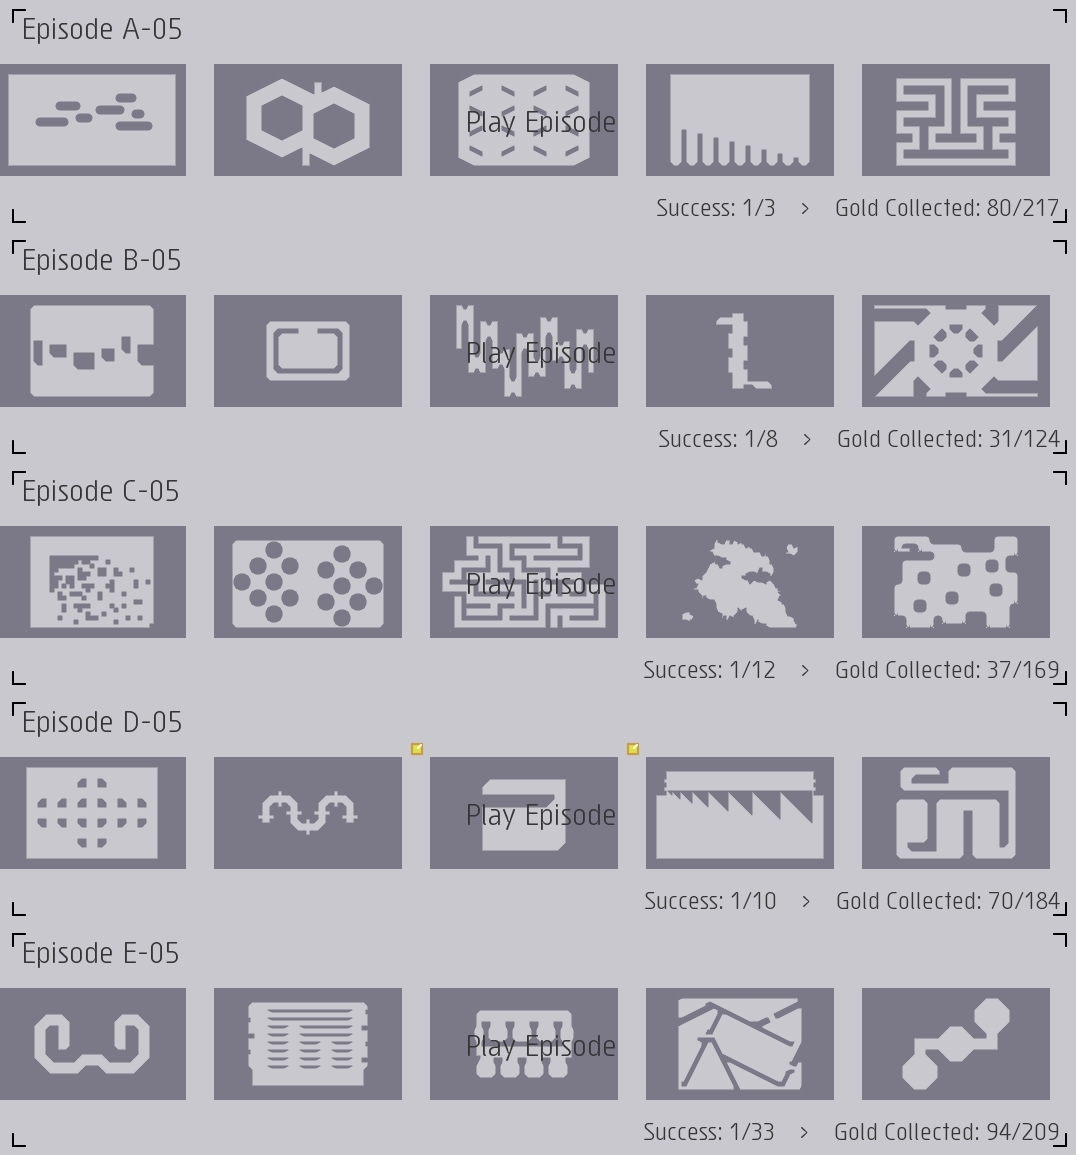 Episode A-05
Play Episode
Success: 1/3 > Gold Collected: 80/217
Episode B-05
Play Episode
Success: 1/8 > Gold Collected: 31/124
Episode C-05
Play Episode
Success: 1/12 > Gold Collected: 37/169
Episode D-05
Play Episode
Success: 1/10 > Gold Collected: 70/184
Episode E-05
Play Episode
Success: 1/33 > Gold Collected: 94/209